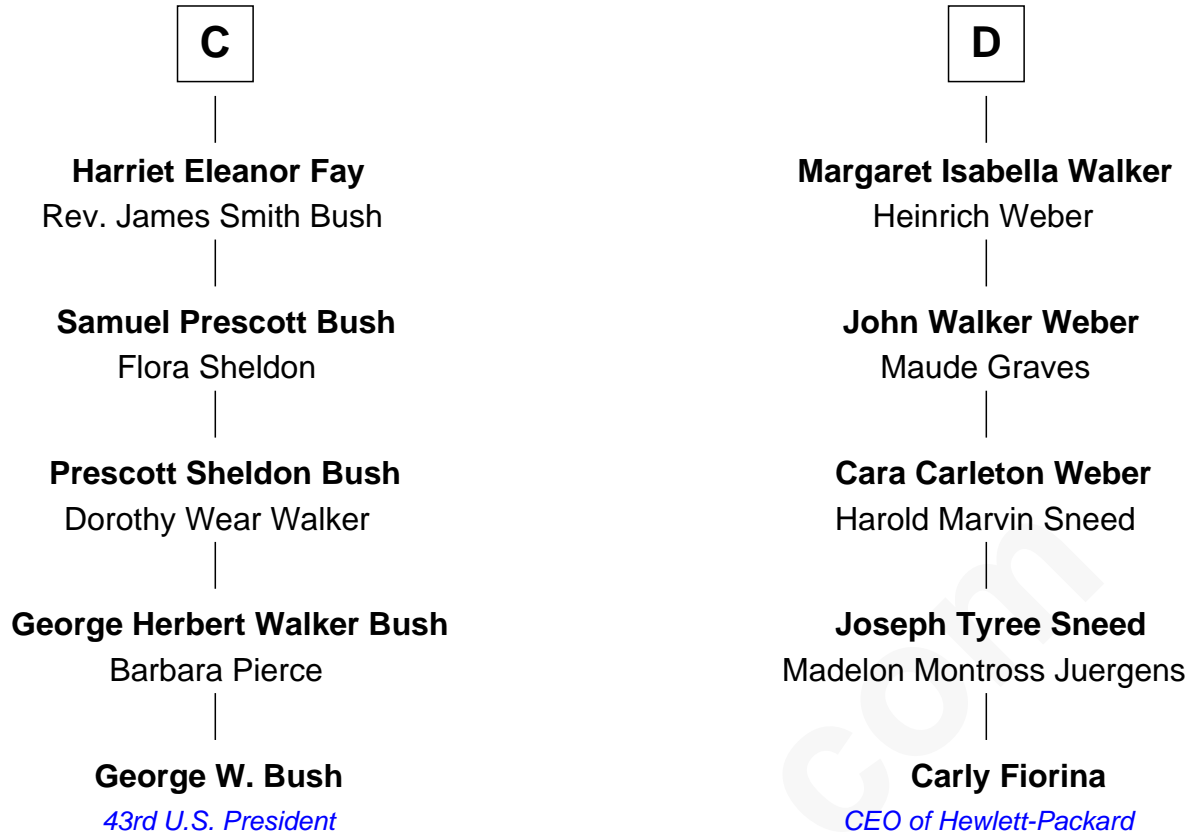 C
Harriet Eleanor Fay
Rev. James Smith Bush
Samuel Prescott Bush
Flora Sheldon
Prescott Sheldon Bush
Dorothy Wear Walker
George Herbert Walker Bush
Barbara Pierce
George W. Bush
43rd U.S. President
D
Margaret Isabella Walker
Heinrich Weber
John Walker Weber
Maude Graves
Cara Carleton Weber
Harold Marvin Sneed
Joseph Tyree Sneed
Madelon Montross Juergens
Carly Fiorina
CEO of Hewlett-Packard
com